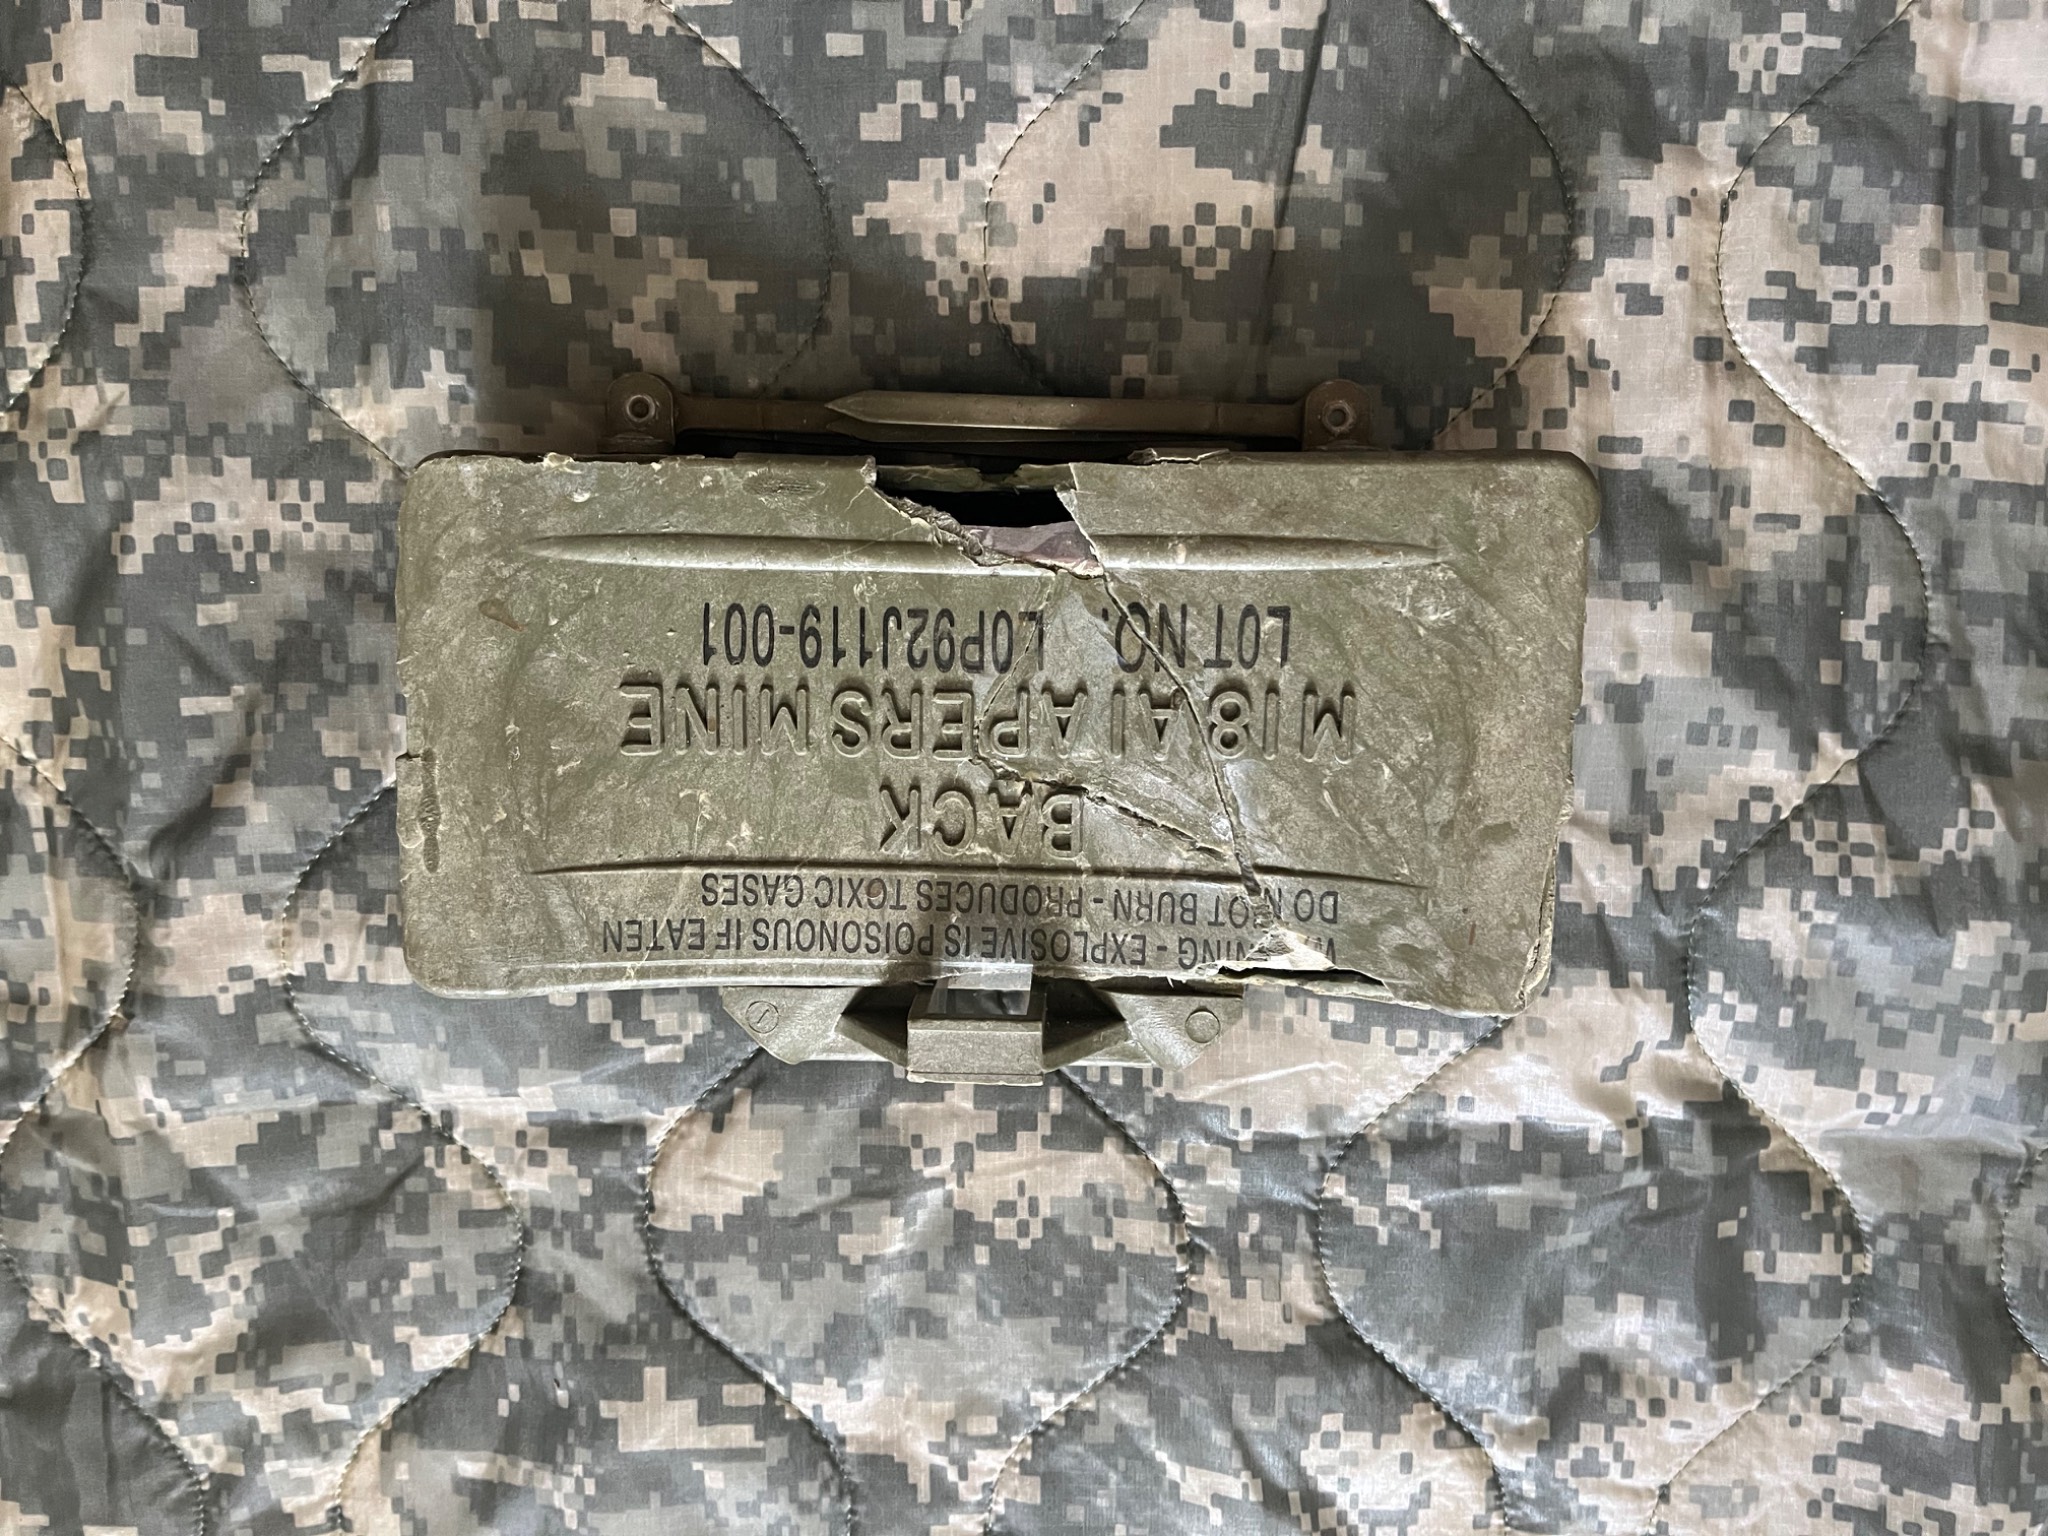 WARNING - EXPLOSIVE IS POISONOUS IF EATEN
DO NOT BURN - PRODUCES TOXIC GASES
BACK
M18A1 APERS MINE
LOT NO. LOP92J119-001